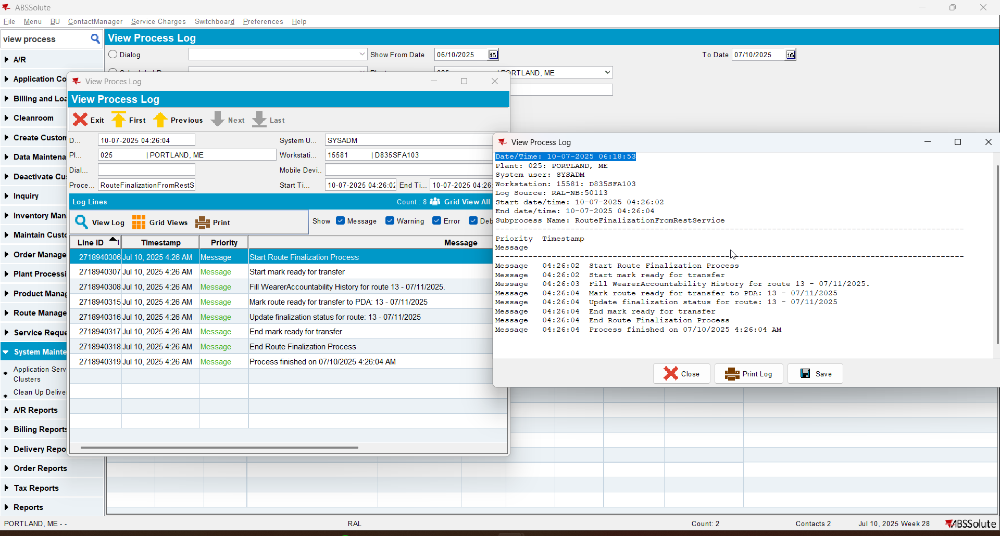 ABSSolute
File Menu BU ContactManager Service Charges Switchboard Preferences Help
view process
View Process Log
Dialog
Show From Date 06/10/2025
To Date 07/10/2025
PORTLAND, ME
A/R
Application Co
Billing and Loa
Cleanroom
Create Custom
Data Maintena
Deactivate Cu
Inquiry
Inventory Man
Maintain Custo
Order Manage
Plant Processi
Product Manag
Route Manage
Service Reque
System Mainte
Application Serv
Clusters
Clean Up Delive
A/R Reports
Billing Reports
Delivery Repo
Order Reports
Tax Reports
Reports
View Proces Log
View Process Log
Exit First Previous Next Last
D... 10-07-2025 04:26:04 System U... SYSADM
Pl... 025 | PORTLAND, ME Workstati... 15581 | D835SFA103
Dial... Mobile Devi..
Proce... RouteFinalizationFromRestS Start Ti... 10-07-2025 04:26:02 End Ti... 10-07-2025 04:26:
Log Lines Count : 8 Grid View All
View Log Grid Views Print Show Message Warning Error Deb
Line ID 1 Timestamp Priority Message
2718940306 Jul 10, 2025 4:26 AM Message Start Route Finalization Process
2718940307 Jul 10, 2025 4:26 AM Message Start mark ready for transfer
2718940308 Jul 10, 2025 4:26 AM Message Fill WearerAccountability History for route 13 - 07/11/2025.
2718940315 Jul 10, 2025 4:26 AM Message Mark route ready for transfer to PDA: 13 - 07/11/2025
2718940316 Jul 10, 2025 4:26 AM Message Update finalization status for route: 13 - 07/11/2025
2718940317 Jul 10, 2025 4:26 AM Message End mark ready for transfer
2718940318 Jul 10, 2025 4:26 AM Message End Route Finalization Process
2718940319 Jul 10, 2025 4:26 AM Message Process finished on 07/10/2025 4:26:04 AM
View Process Log
Date/Time: 10-07-2025 06:18:53
Plant: 025: PORTLAND, ME
System user: SYSADM
Workstation: 15581: D835SFA103
Log Source: RAL-NB:50113
Start date/time: 10-07-2025 04:26:02
End date/time: 10-07-2025 04:26:04
Subprocess Name: RouteFinalizationFromRestService
----------------------------------------------------------------------------------------------------
Priority Timestamp
Message
----------------------------------------------------------------------------------------------------
Message 04:26:02 Start Route Finalization Process
Message 04:26:02 Start mark ready for transfer
Message 04:26:03 Fill WearerAccountability History for route 13 - 07/11/2025.
Message 04:26:04 Mark route ready for transfer to PDA: 13 - 07/11/2025
Message 04:26:04 Update finalization status for route: 13 - 07/11/2025
Message 04:26:04 End mark ready for transfer
Message 04:26:04 End Route Finalization Process
Message 04:26:04 Process finished on 07/10/2025 4:26:04 AM
Close Print Log Save
PORTLAND, ME - - RAL Count: 2 Contacts 2 Jul 10, 2025 Week 28 ABSSolute